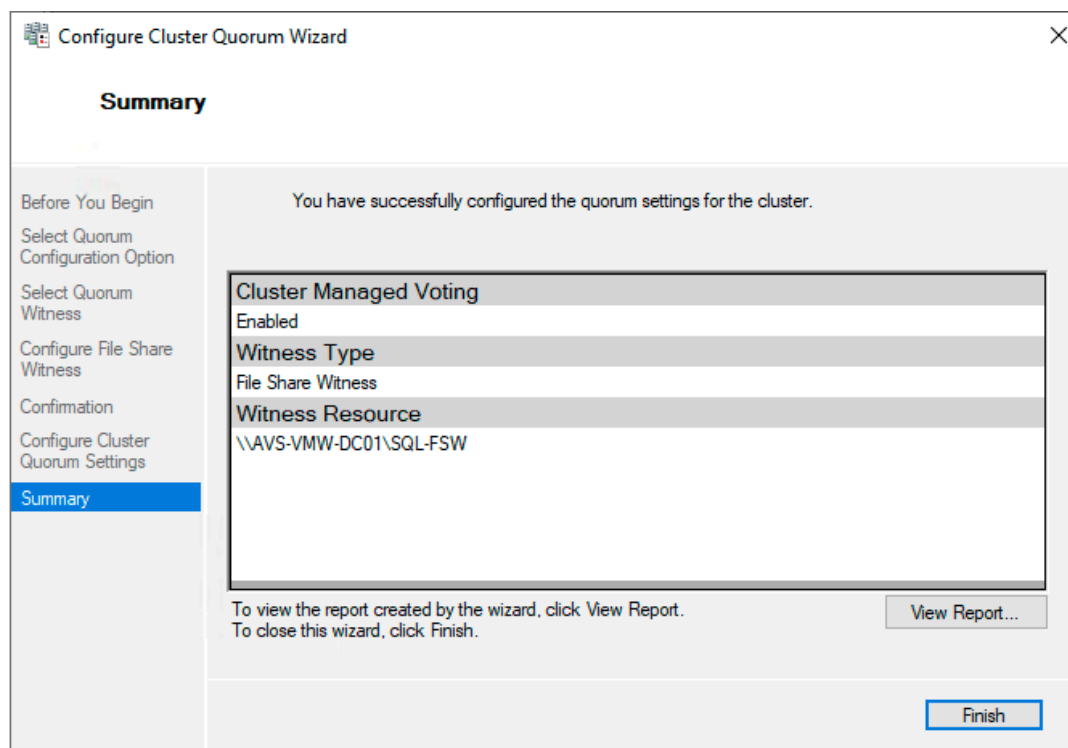 Configure Cluster Quorum Wizard
Summary
Before You Begin
Select Quorum
Configuration Option
Select Quorum
Witness
Configure File Share
Witness
Confirmation
Configure Cluster
Quorum Settings
Summary
You have successfully configured the quorum settings for the cluster.
Cluster Managed Voting
Enabled
Witness Type
File Share Witness
Witness Resource
\\AVS-VMW-DC01\SQL-FSW
To view the report created by the wizard, click View Report.
To close this wizard, click Finish.
View Report...
Finish